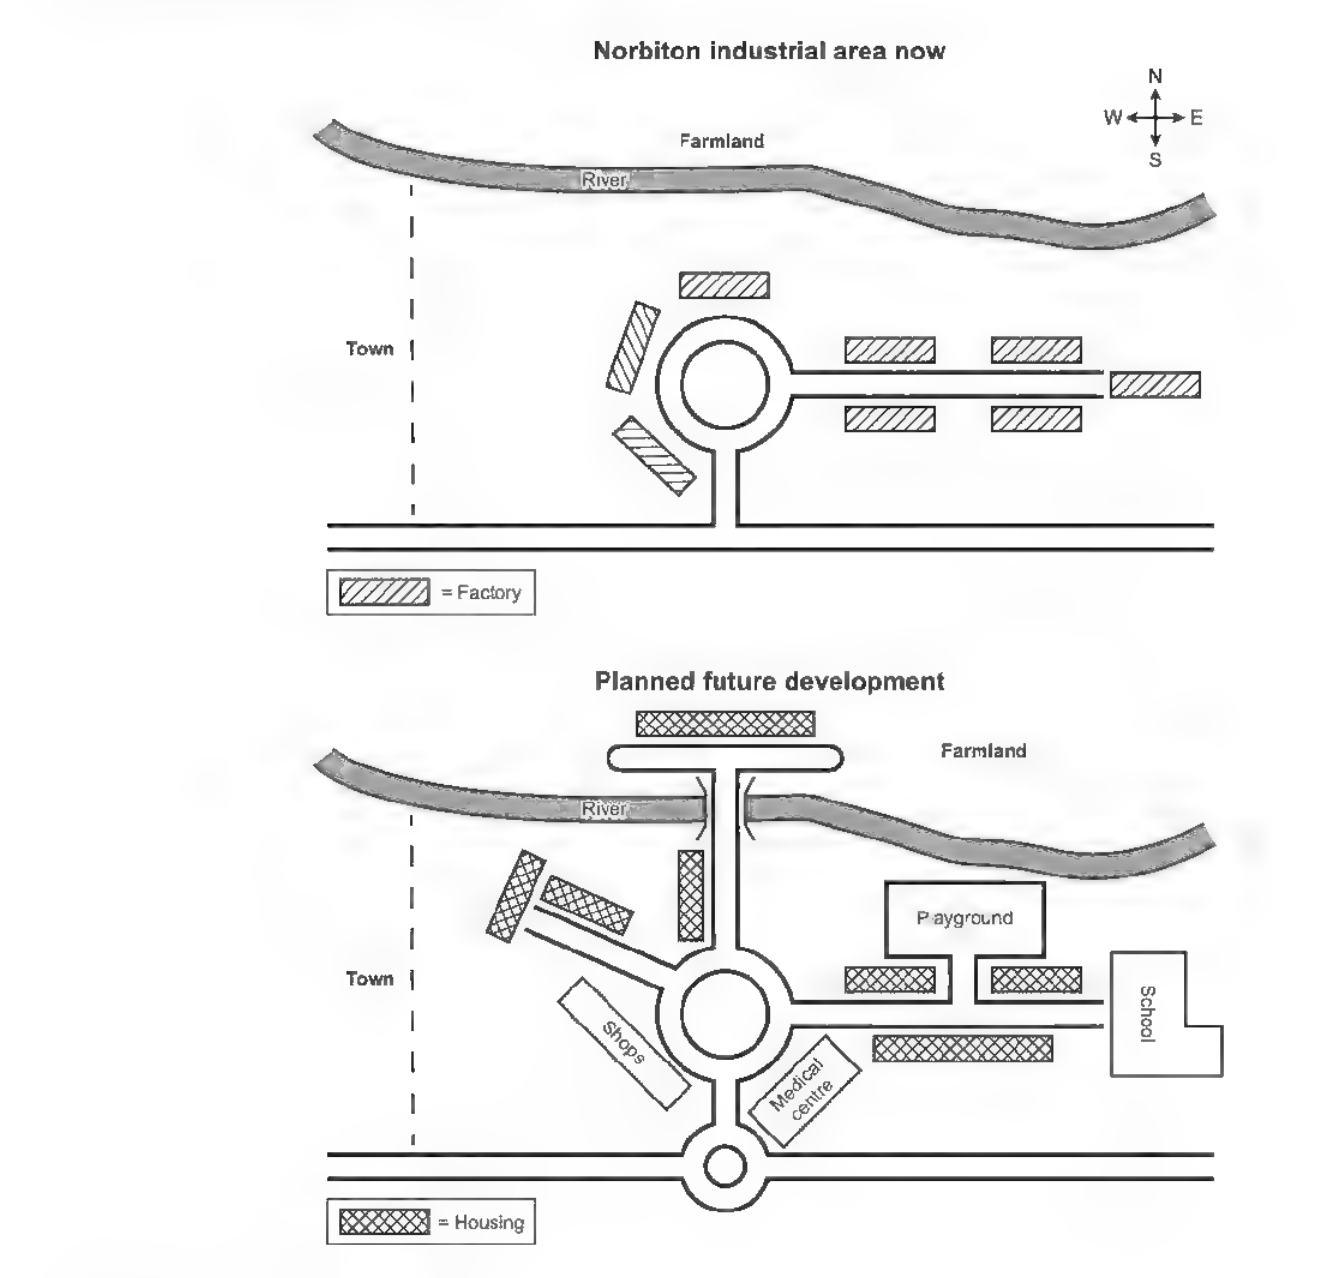 Norbiton industrial area now
N
W E
S
Farmland
River
Town
= Factory
Planned future development
Farmland
River
Playground
Town
School
Shops
Medical
centre
= Housing